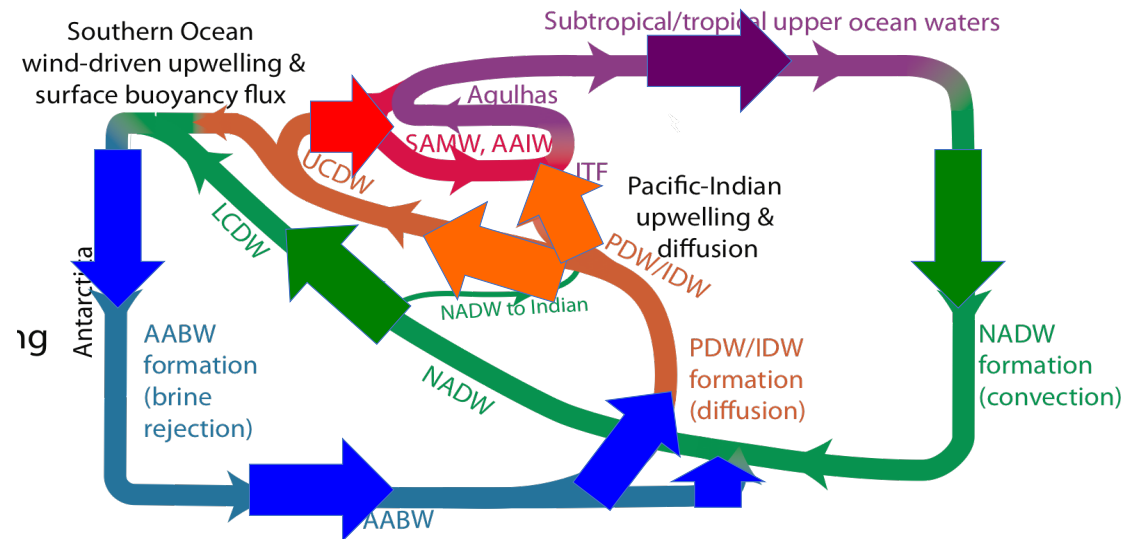 Subtropical/tropical upper ocean waters
Southern Ocean
wind-driven upwelling &
surface buoyancy flux
Agulhas
SAMW, AAIW
UCDW
ITF
Pacific-Indian
upwelling &
diffusion
LCDW
PDW/IDW
NADW to Indian
Antarctica
ng
AABW
formation
(brine
rejection)
NADW
PDW/IDW
formation
(diffusion)
NADW
formation
(convection)
AABW